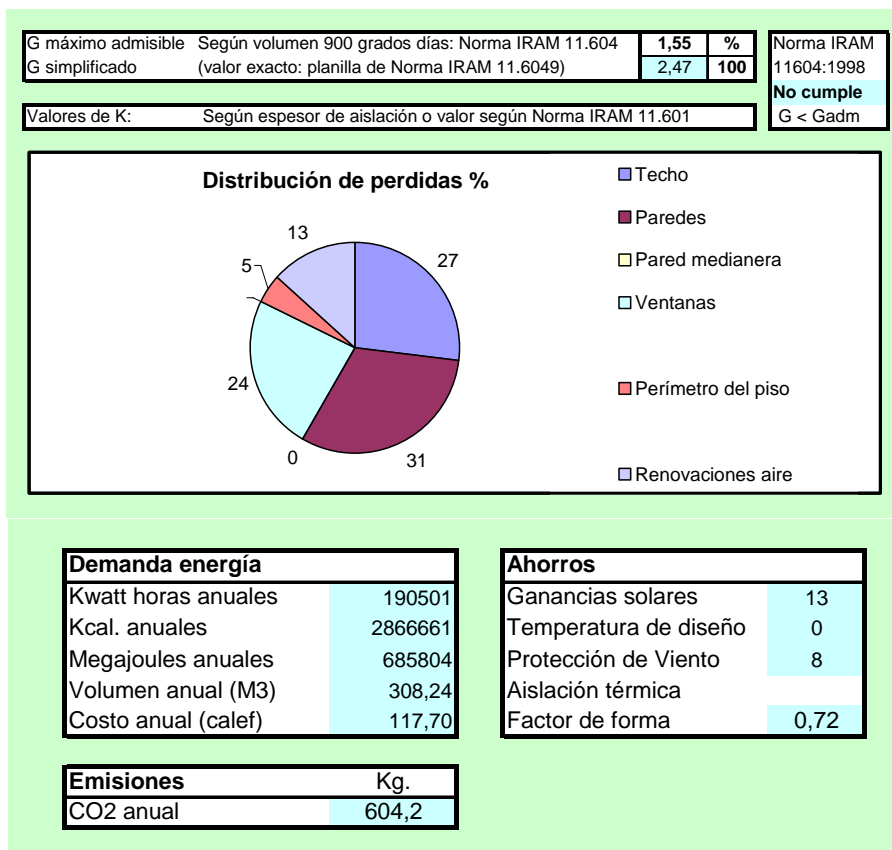 G máximo admisible Según volumen 900 grados días: Norma IRAM 11.604 1,55 % Norma IRAM
G simplificado (valor exacto: planilla de Norma IRAM 11.6049) 2,47 100 11604:1998
No cumple
Valores de K: Según espesor de aislación o valor según Norma IRAM 11.601 G < Gadm
Distribución de perdidas %
13
27
5
24
0
31
Techo
Paredes
Pared medianera
Ventanas
Perímetro del piso
Renovaciones aire
Demanda energía
Kwatt horas anuales 190501
Kcal. anuales 2866661
Megajoules anuales 685804
Volumen anual (M3) 308,24
Costo anual (calef) 117,70
Ahorros
Ganancias solares 13
Temperatura de diseño 0
Protección de Viento 8
Aislación térmica
Factor de forma 0,72
Emisiones Kg.
CO2 anual 604,2